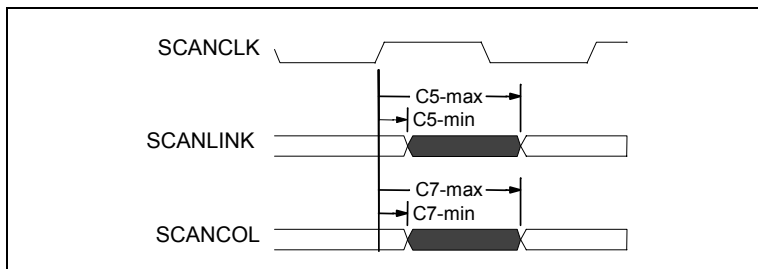 SCANCLK
C5-max
C5-min
SCANLINK
C7-max
C7-min
SCANCOL